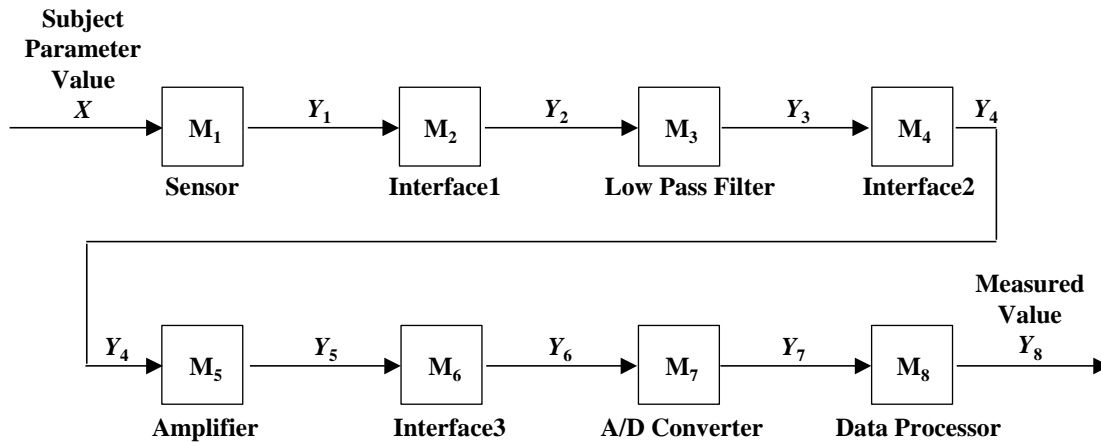 Subject
Parameter
Value
X
M1
Sensor
Y1
M2
Interface1
Y2
M3
Low Pass Filter
Y3
M4
Interface2
Y4
Y4
M5
Amplifier
Y5
M6
Interface3
Y6
M7
A/D Converter
Y7
M8
Data Processor
Measured
Value
Y8